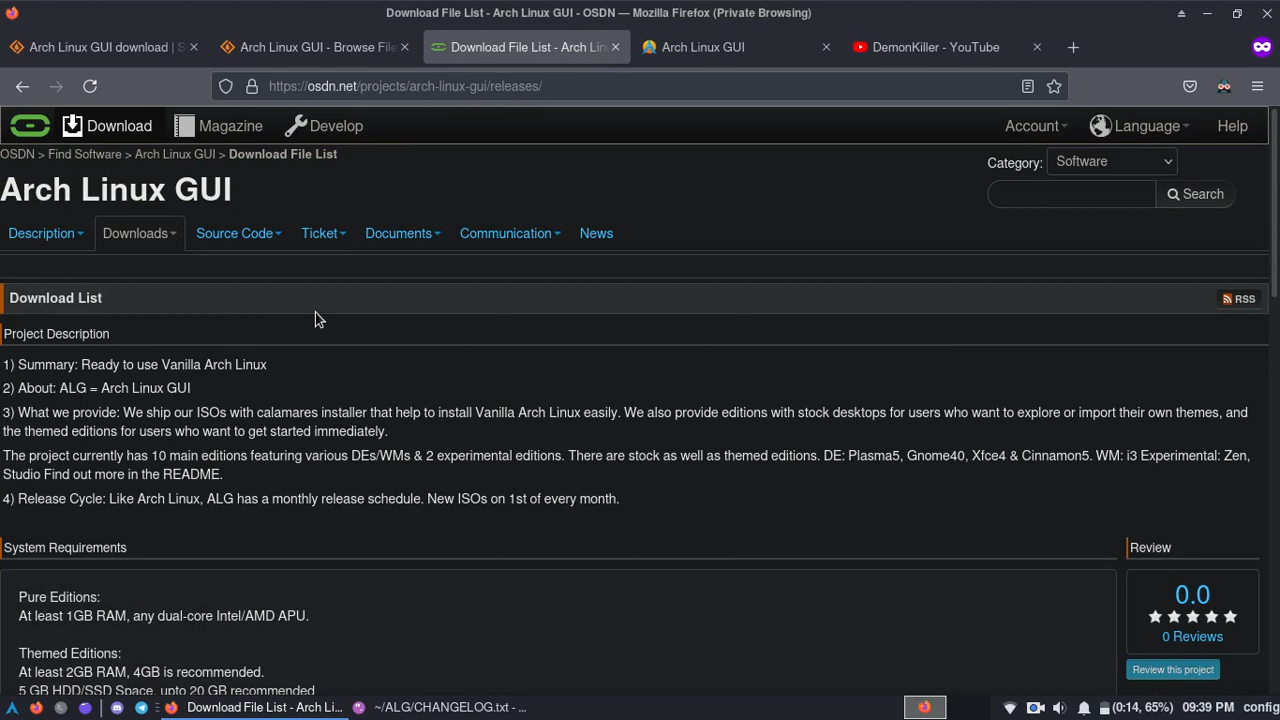 Download File List - Arch Linux GUI - OSDN — Mozilla Firefox (Private Browsing)
Arch Linux GUI download | S
Arch Linux GUI - Browse File
Download File List - Arch Lin
Arch Linux GUI
DemonKiller - YouTube
https://osdn.net/projects/arch-linux-gui/releases/
Download
Magazine
Develop
Account
Language
Help
OSDN > Find Software > Arch Linux GUI > Download File List
Category:
Software
Arch Linux GUI
Search
Description
Downloads
Source Code
Ticket
Documents
Communication
News
Download List
RSS
Project Description
1) Summary: Ready to use Vanilla Arch Linux
2) About: ALG = Arch Linux GUI
3) What we provide: We ship our ISOs with calamares installer that help to install Vanilla Arch Linux easily. We also provide editions with stock desktops for users who want to explore or import their own themes, and
the themed editions for users who want to get started immediately.
The project currently has 10 main editions featuring various DEs/WMs & 2 experimental editions. There are stock as well as themed editions. DE: Plasma5, Gnome40, Xfce4 & Cinnamon5. WM: i3 Experimental: Zen,
Studio Find out more in the README.
4) Release Cycle: Like Arch Linux, ALG has a monthly release schedule. New ISOs on 1st of every month.
System Requirements
Review
Pure Editions:
At least 1GB RAM, any dual-core Intel/AMD APU.
0.0
0 Reviews
Themed Editions:
At least 2GB RAM, 4GB is recommended.
Review this project
5 GB HDD/SSD Space, upto 20 GB recommended
Download File List - Arch Li...
~/ALG/CHANGELOG.txt - ...
(0:14, 65%)
09:39 PM
config